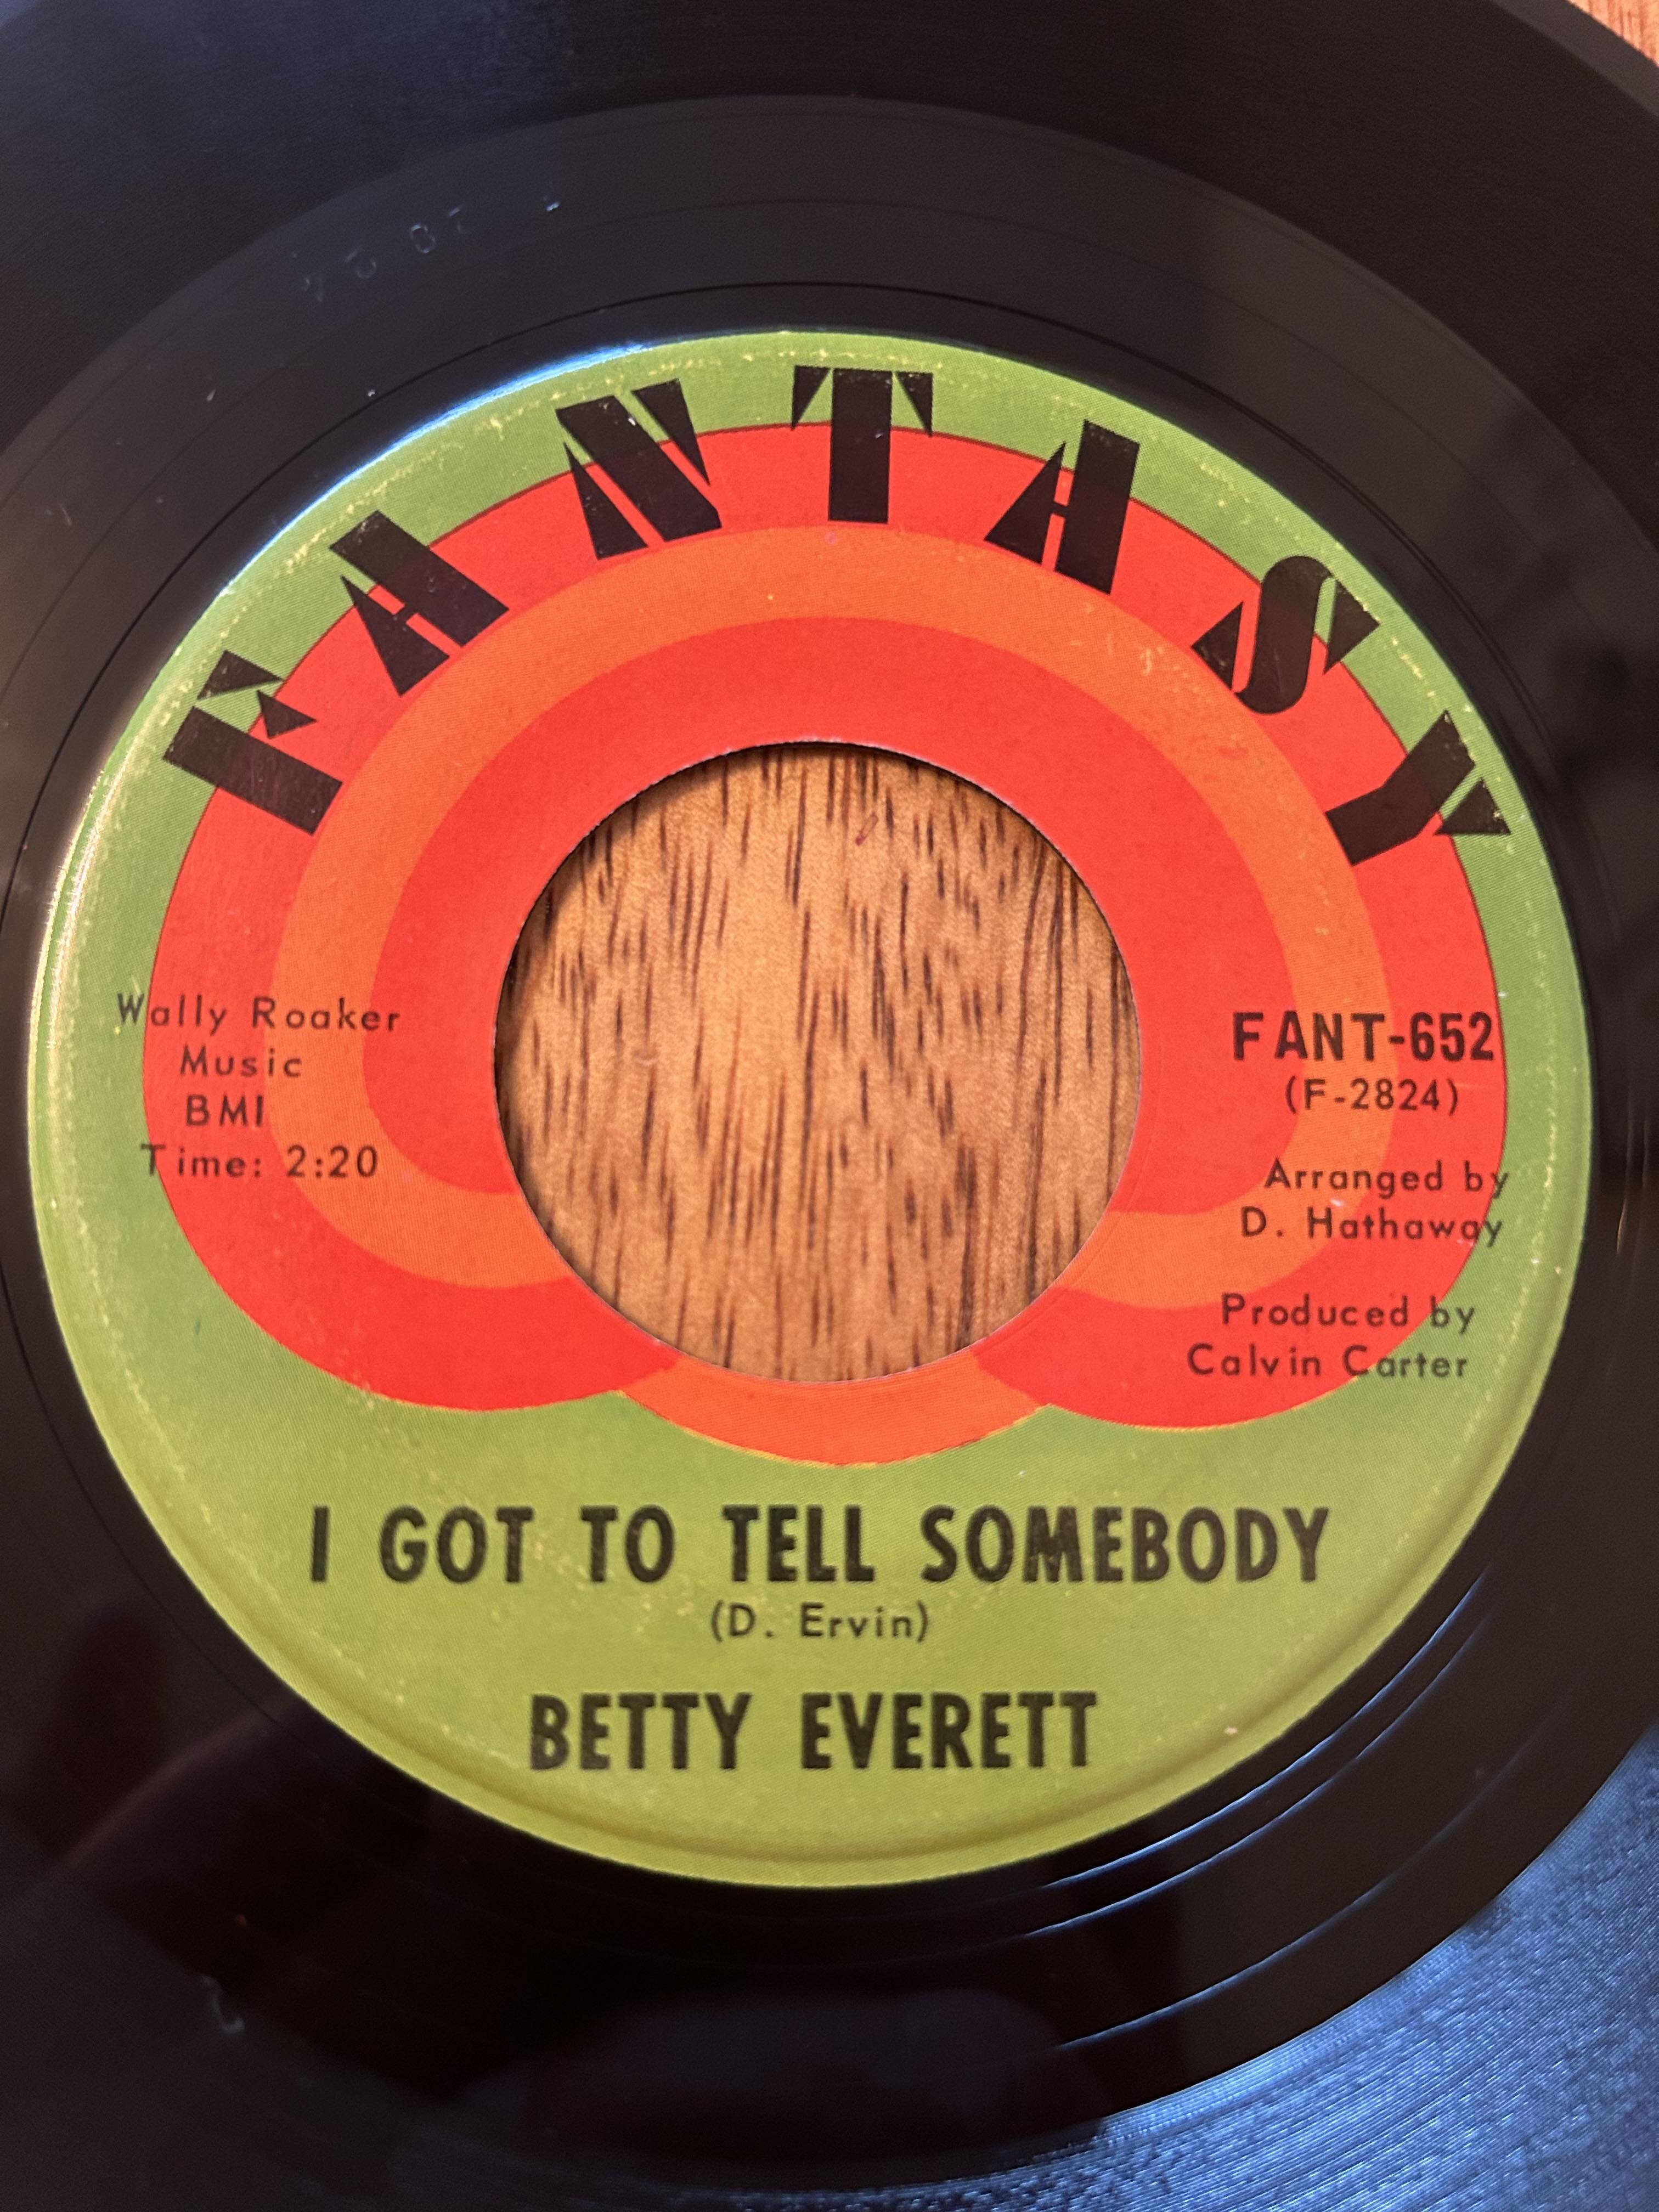 FANTASY
Wally Roaker
Music
BMI
Time: 2:20
FANT-652
(F-2824)
Arranged by
D. Hathaway
Produced by
Calvin Carter
I GOT TO TELL SOMEBODY
(D. Ervin)
BETTY EVERETT